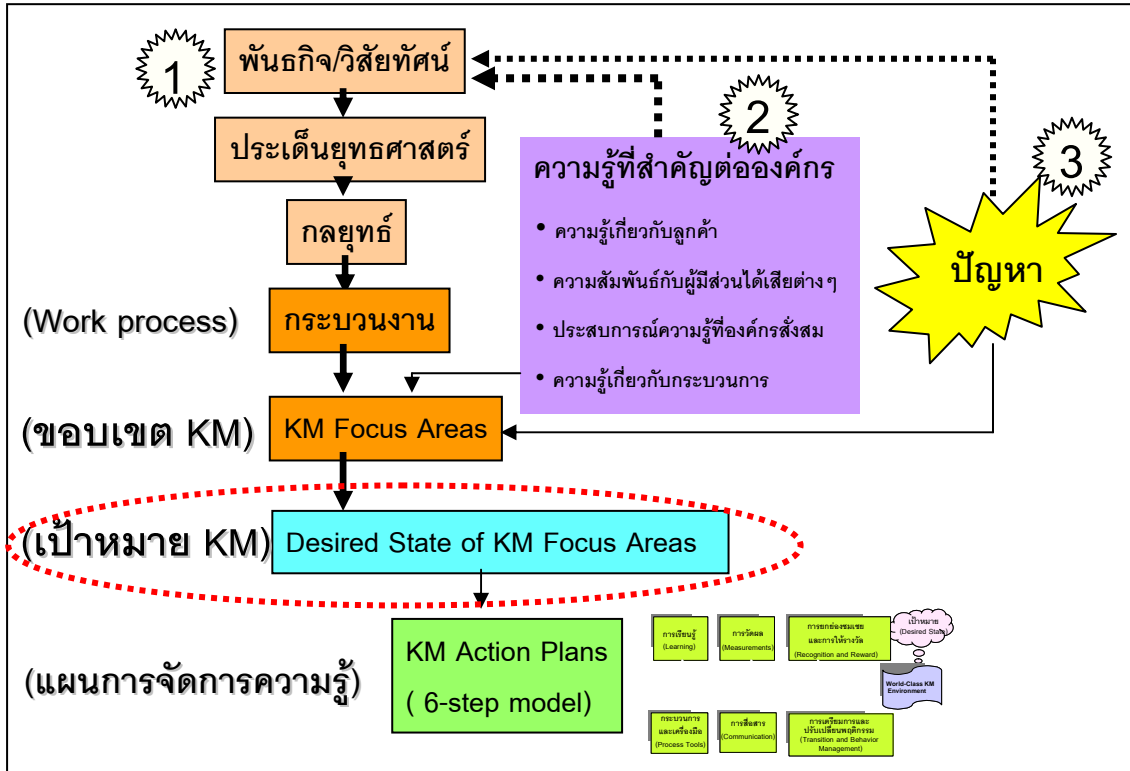 1
พันธกิจ/วิสัยทัศน์
ประเด็นยุทธศาสตร์
กลยุทธ์
(Work process)
กระบวนงาน
(ขอบเขต KM)
KM Focus Areas
2
ความรู้ที่สำคัญต่อองค์กร
• ความรู้เกี่ยวกับลูกค้า
• ความสัมพันธ์กับผู้มีส่วนได้เสียต่างๆ
• ประสบการณ์ความรู้ที่องค์กรสั่งสม
• ความรู้เกี่ยวกับกระบวนการ
3
ปัญหา
(เป้าหมาย KM)
Desired State of KM Focus Areas
(แผนการจัดการความรู้)
KM Action Plans
( 6-step model)
การเรียนรู้
(Learning)
การวัดผล
(Measurements)
การยกย่องชมเชย
และการให้รางวัล
(Recognition and Reward)
เป้าหมาย
(Desired State)
World-Class KM
Environment
กระบวนการ
และเครื่องมือ
(Process Tools)
การสื่อสาร
(Communication)
การเตรียมการและ
ปรับเปลี่ยนพฤติกรรม
(Transition and Behavior
Management)